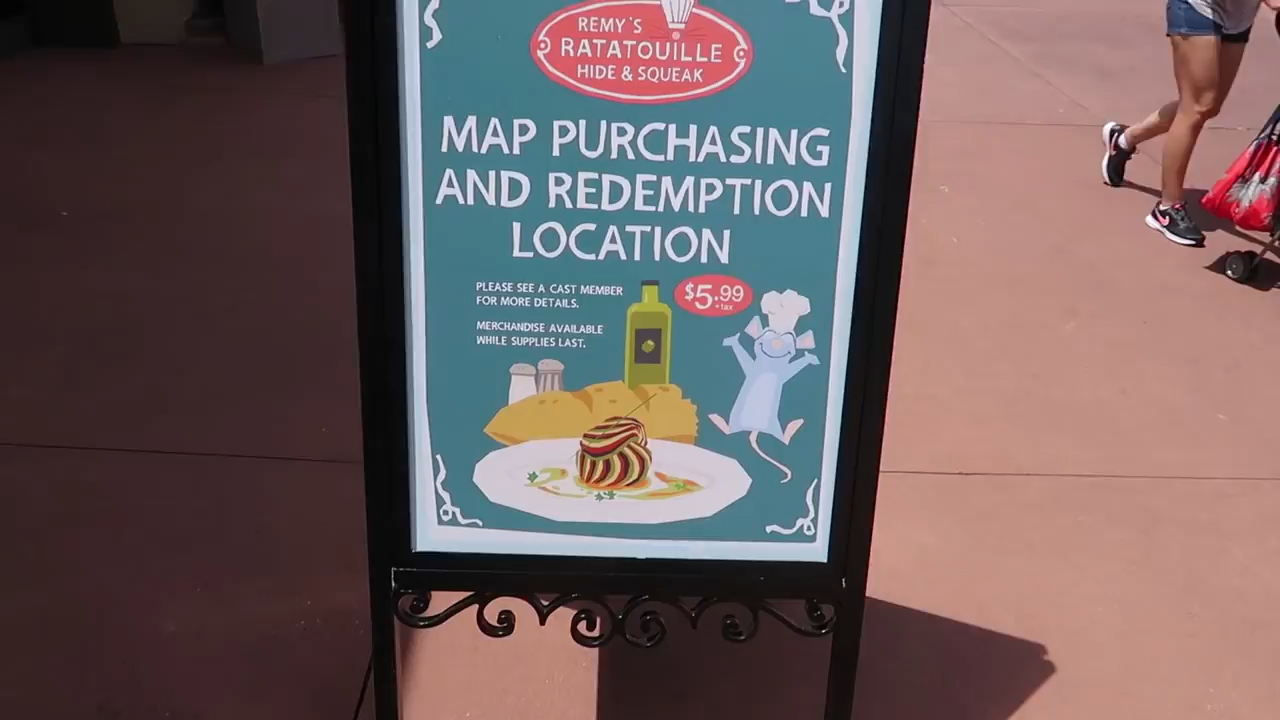 REMY'S
RATATOUILLE
HIDE & SQUEAK
MAP PURCHASING
AND REDEMPTION
LOCATION
PLEASE SEE A CAST MEMBER
FOR MORE DETAILS.
MERCHANDISE AVAILABLE
WHILE SUPPLIES LAST.
$5.99
+tax